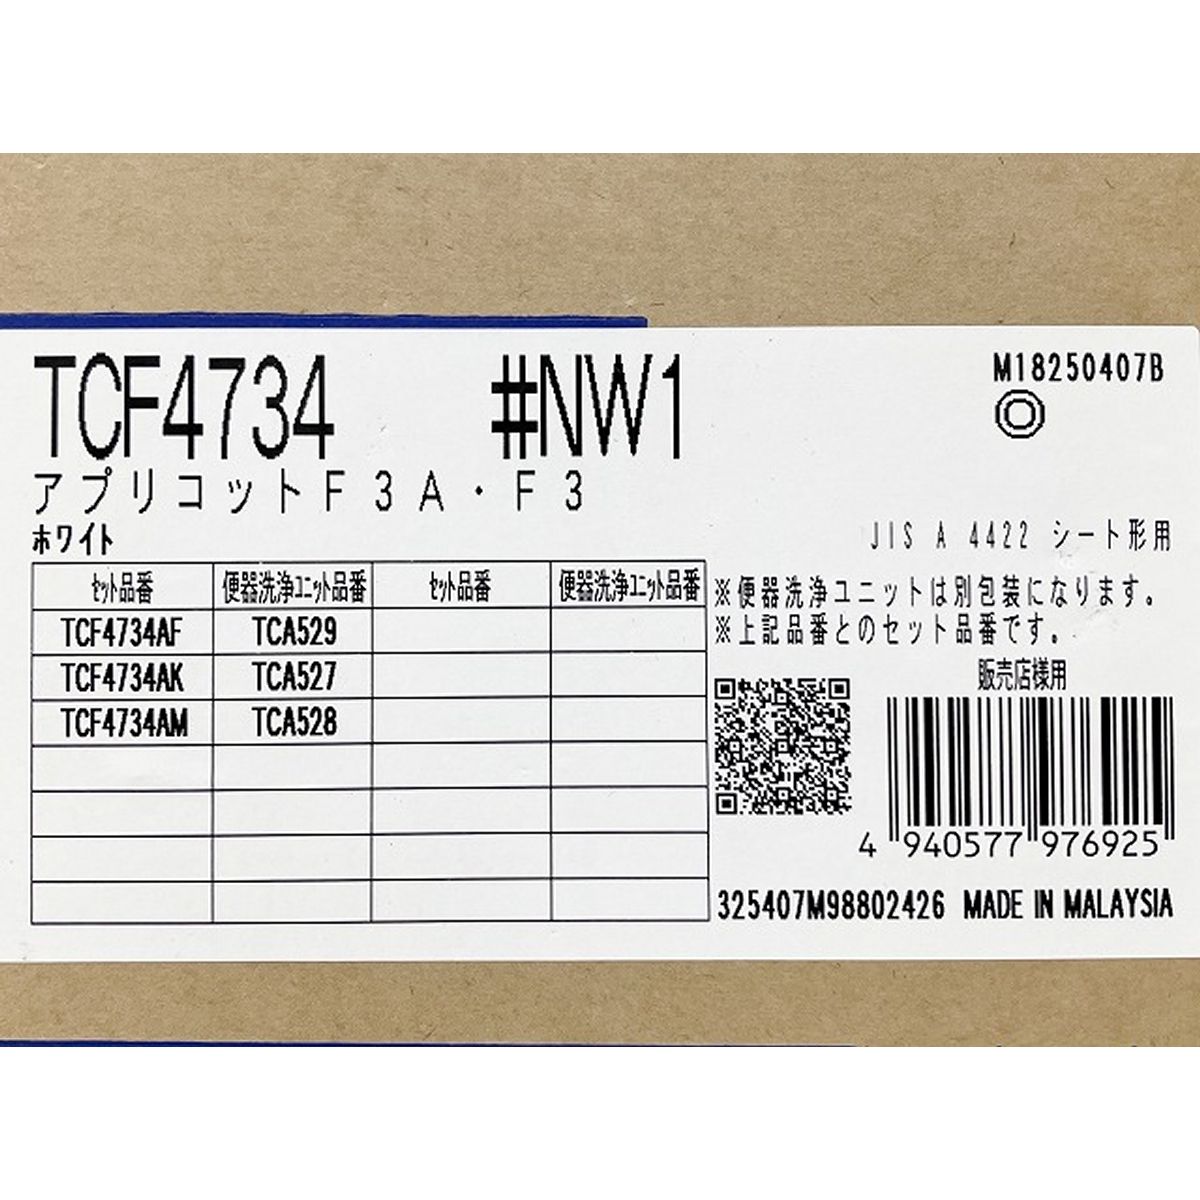 TCF4734 #NW1
M18250407B
アプリコットF3A・F3
ホワイト
JIS A 4422 シート形用
セット品番 便器洗浄ユニット品番 セット品番 便器洗浄ユニット品番
TCF4734AF TCA529
TCF4734AK TCA527
TCF4734AM TCA528
※便器洗浄ユニットは別包装になります。
※上記品番とのセット品番です。
販売店様用
4 940577 976925
325407M98802426 MADE IN MALAYSIA